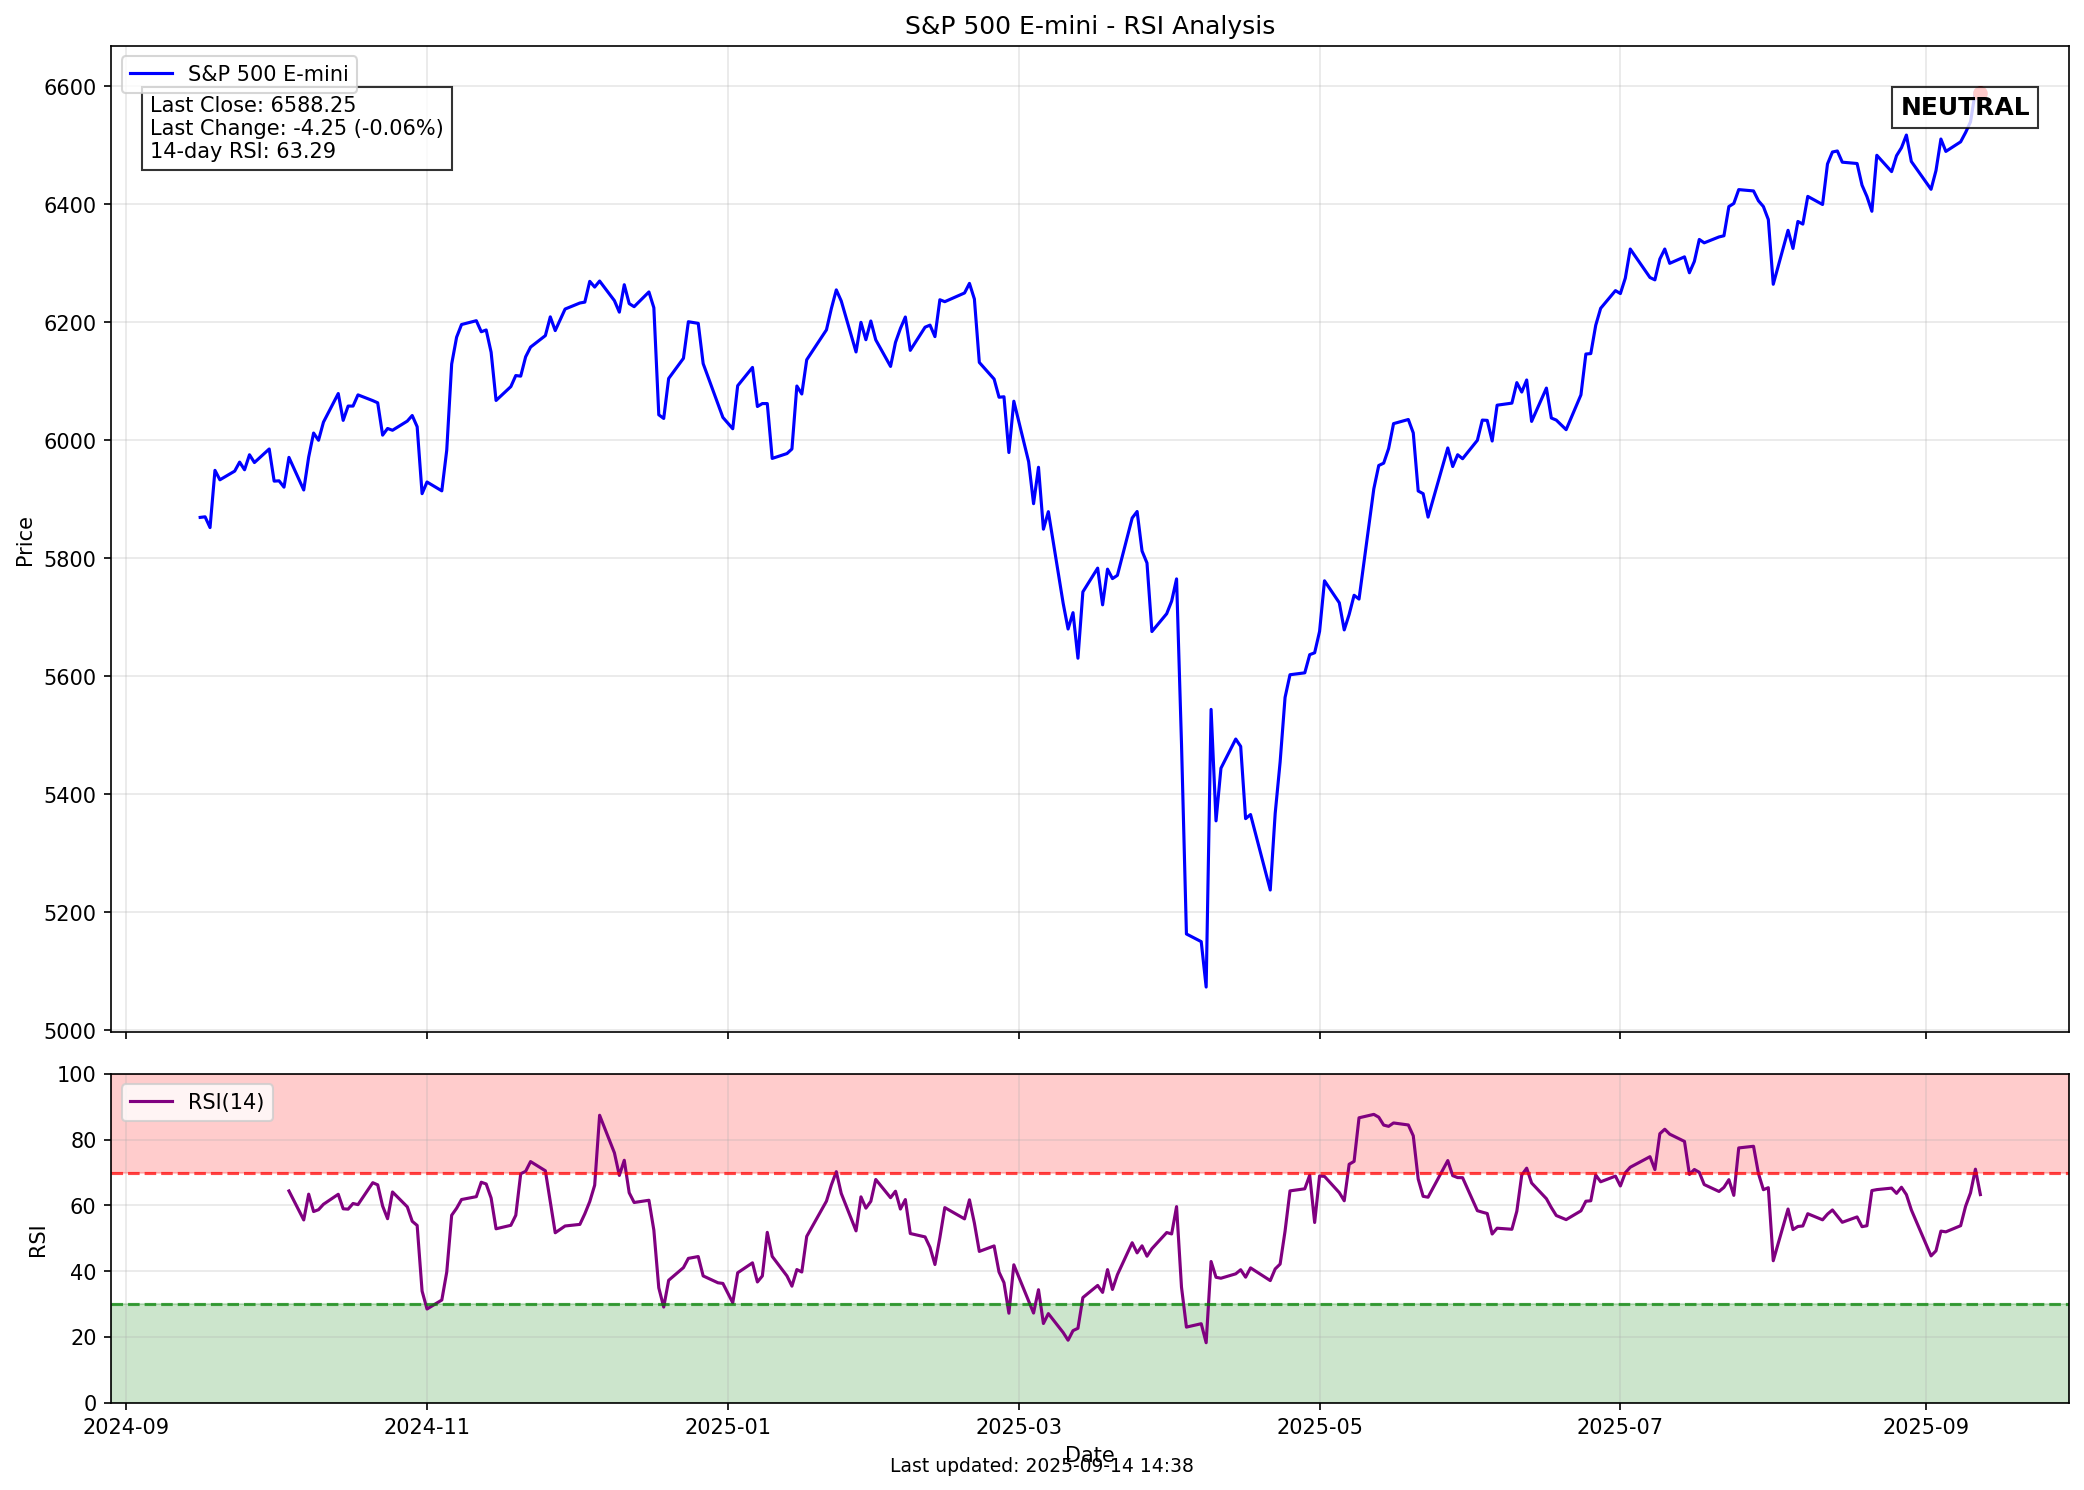 S&P 500 E-mini - RSI Analysis
S&P 500 E-mini
Last Close: 6588.25
Last Change: -4.25 (-0.06%)
14-day RSI: 63.29
NEUTRAL
Price
6600
6400
6200
6000
5800
5600
5400
5200
5000
RSI(14)
RSI
100
80
60
40
20
0
2024-09
2024-11
2025-01
2025-03
2025-05
2025-07
2025-09
Date
Last updated: 2025-09-14 14:38